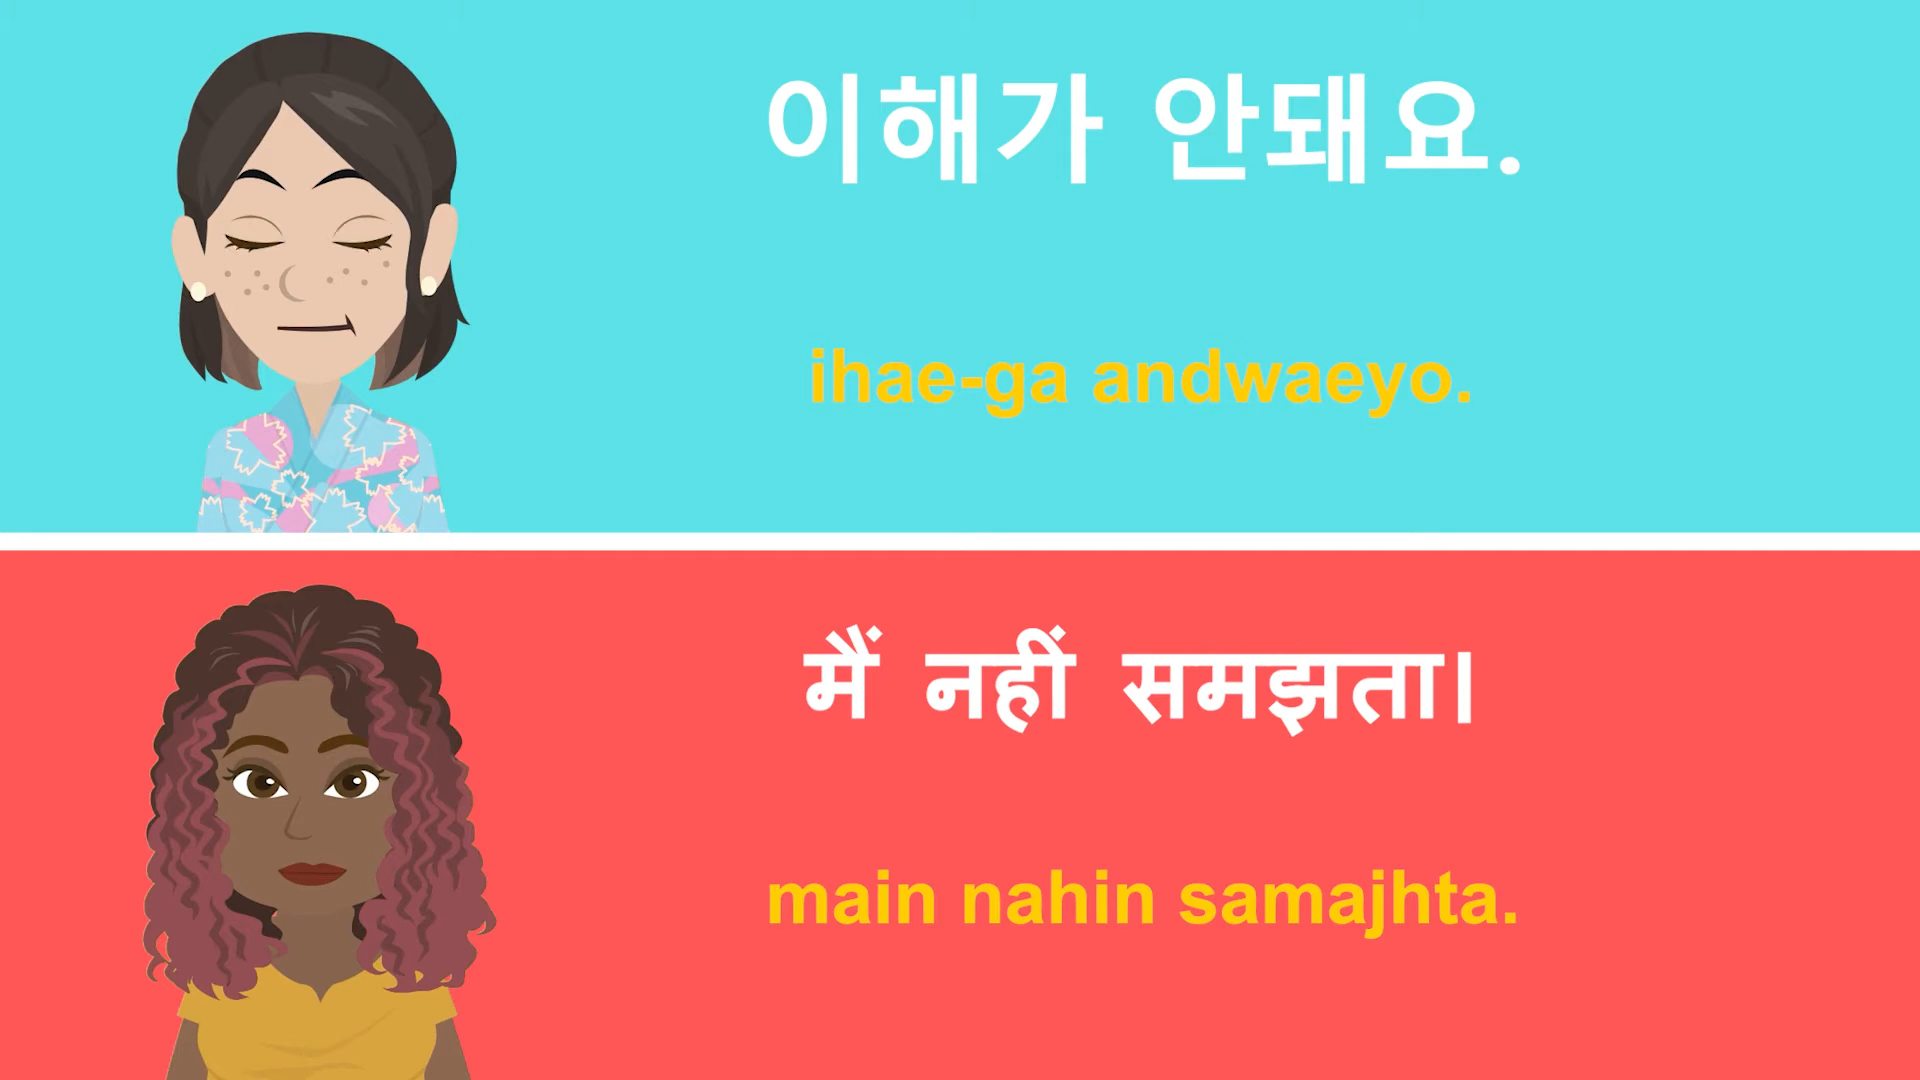 이해가 안돼요.
ihae-ga andwaeyo.
मैं नहीं समझता।
main nahin samajhta.